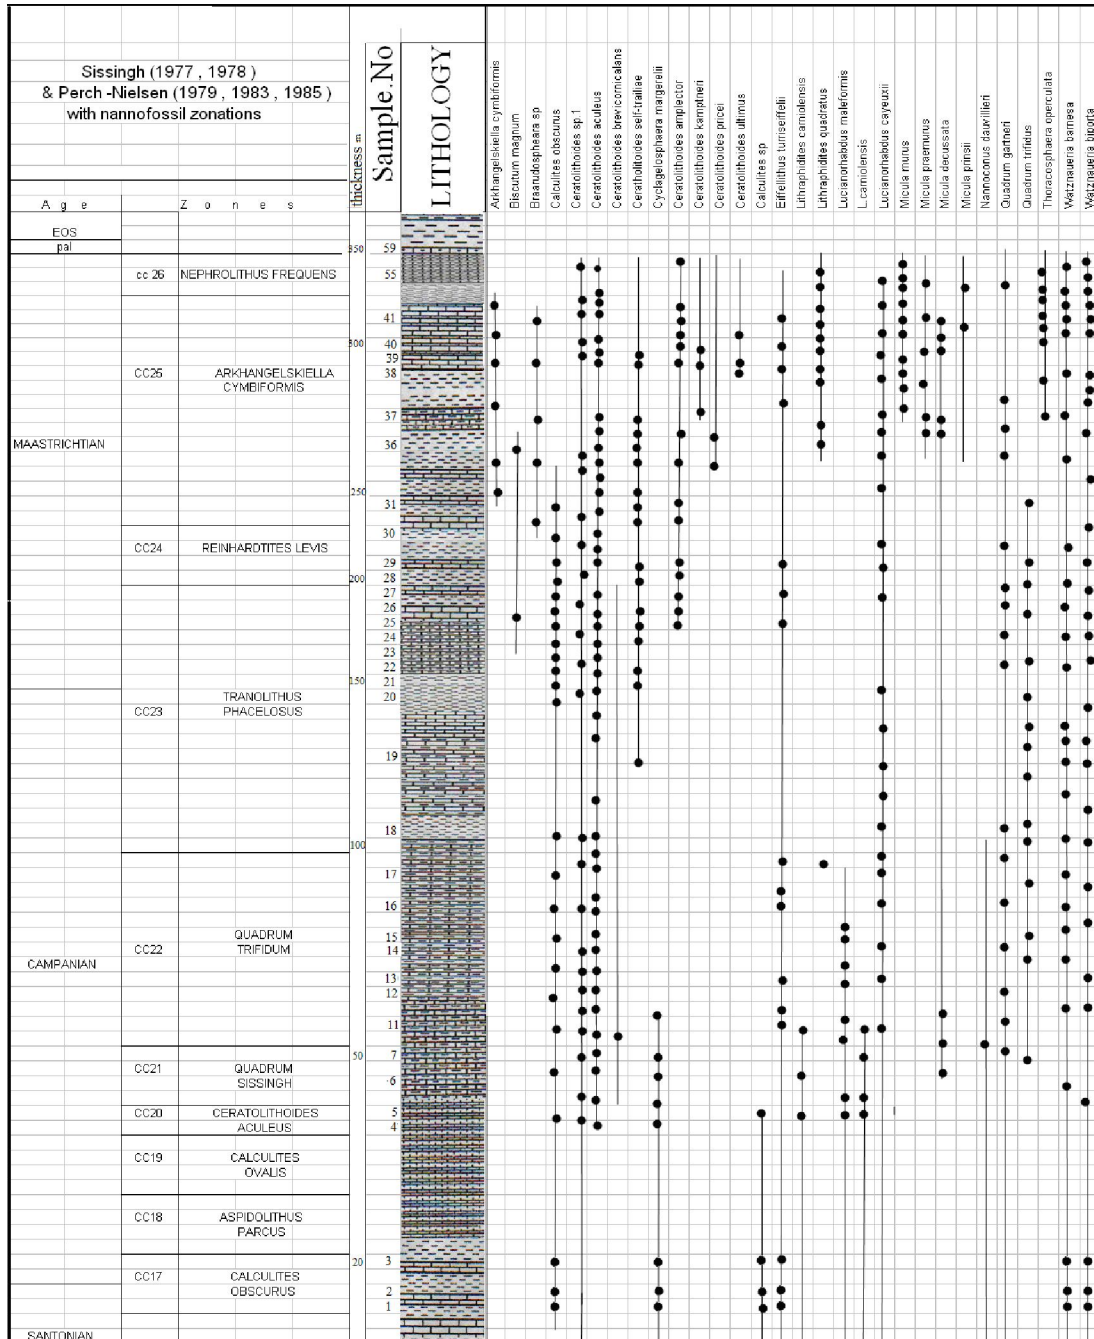 Sissingh (1977 , 1978 )
& Perch -Nielsen (1979 , 1983 , 1985 )
with nannofossil zonations
A g e
Z o n e s
thickness m
Sample.No
LITHOLOGY
Arkhangelskiella cymbiformis
Biscutum magnum
Braarudosphaera sp
Calculites obscurus
Ceratolithoides sp.1
Ceratolithoides aculeus
Ceratolithoides brevicornicalans
Ceratholloides self-trailiae
Cyclagelosphaera margerelii
Ceratolithoides amplector
Ceratolithoides kamptneri
Ceratolithoides pricei
Ceratolithoides ultimus
Calculites sp
Eiffellithus turriseiffelii
Lithraphidites carniolensis
Lithraphidites quadratus
Lucianorhabdus maleformis
L.carniolensis
Lucianorhabdus cayeuxii
Micula murus
Micula praemurus
Micula decussata
Micula prinsii
Nannoconus dauvillieri
Quadrum gartneri
Quadrum trifidus
Thoracosphaera operculata
Watznaueria barnesa
Watznaueria biporta
EOS
pal
350 59
cc 26 NEPHROLITHUS FREQUENS 55
41
300 40
39
CC25 ARKHANGELSKIELLA 38
CYMBIFORMIS
37
MAASTRICHTIAN 36
250
31
30
CC24 REINHARDTITES LEVIS
29
200 28
27
26
25
24
23
22
150 21
TRANOLITHUS 20
CC23 PHACELOSUS
19
18
100
17
16
QUADRUM 15
CC22 TRIFIDUM 14
CAMPANIAN
13
12
11
50 7
CC21 QUADRUM
SISSINGH 6
CC20 CERATOLITHOIDES 5
ACULEUS 4
CC19 CALCULITES
OVALIS
CC18 ASPIDOLITHUS
PARCUS
20 3
CC17 CALCULITES
OBSCURUS 2
1
SANTONIAN